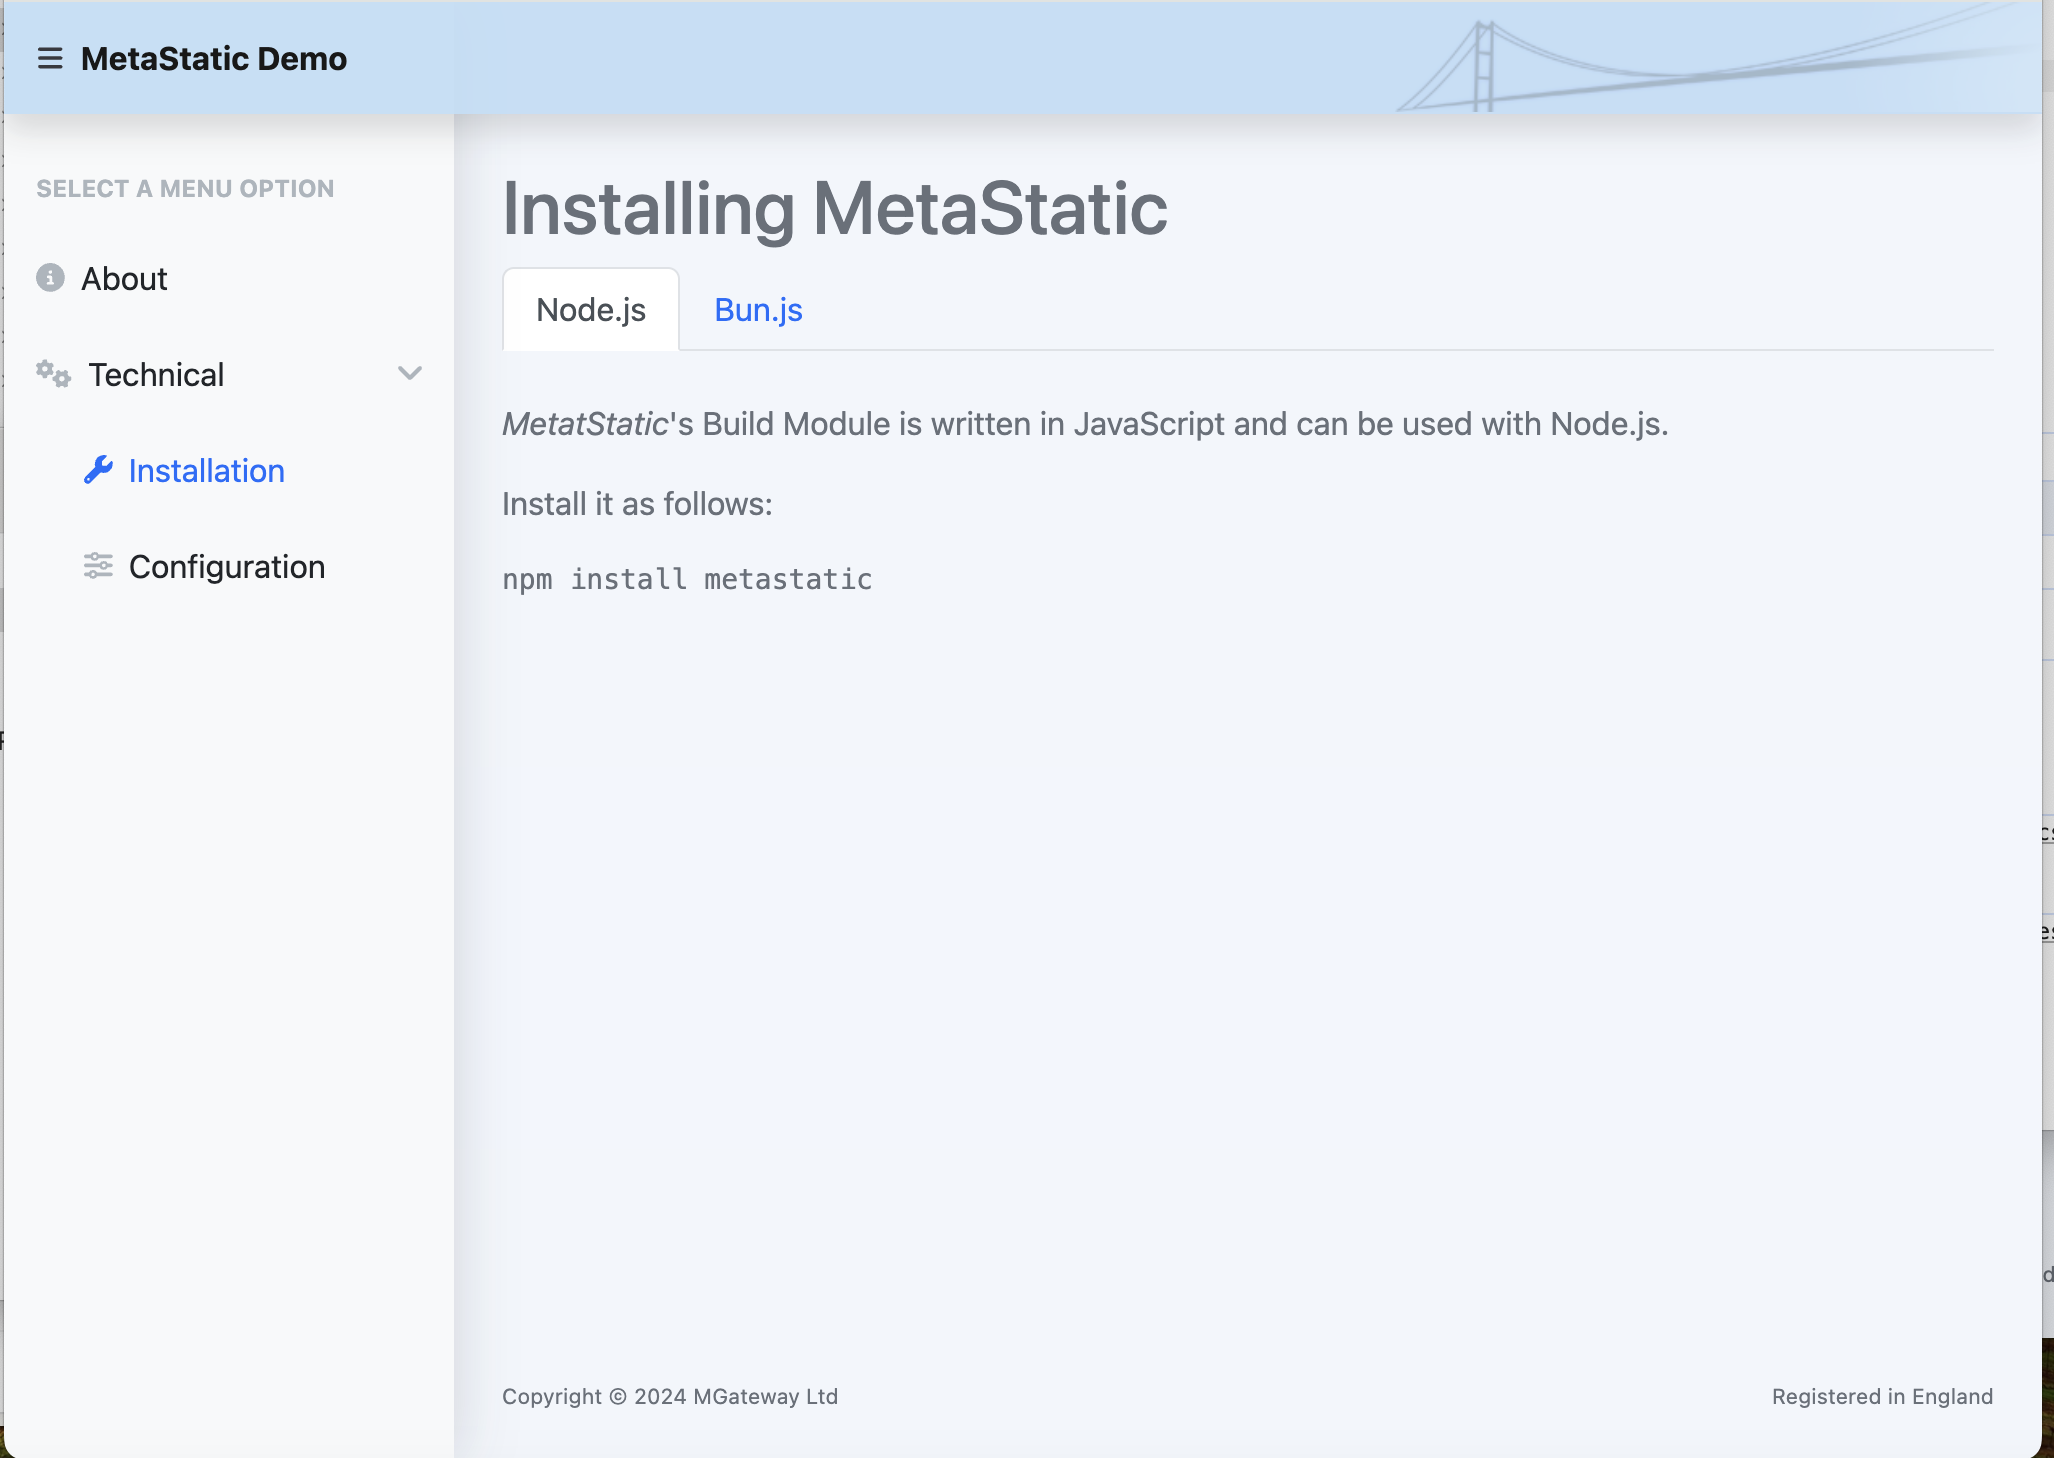 MetaStatic Demo
SELECT A MENU OPTION
About
Technical
Installation
Configuration
Installing MetaStatic
Node.js
Bun.js
MetatStatic's Build Module is written in JavaScript and can be used with Node.js.
Install it as follows:
npm install metastatic
Copyright © 2024 MGateway Ltd
Registered in England